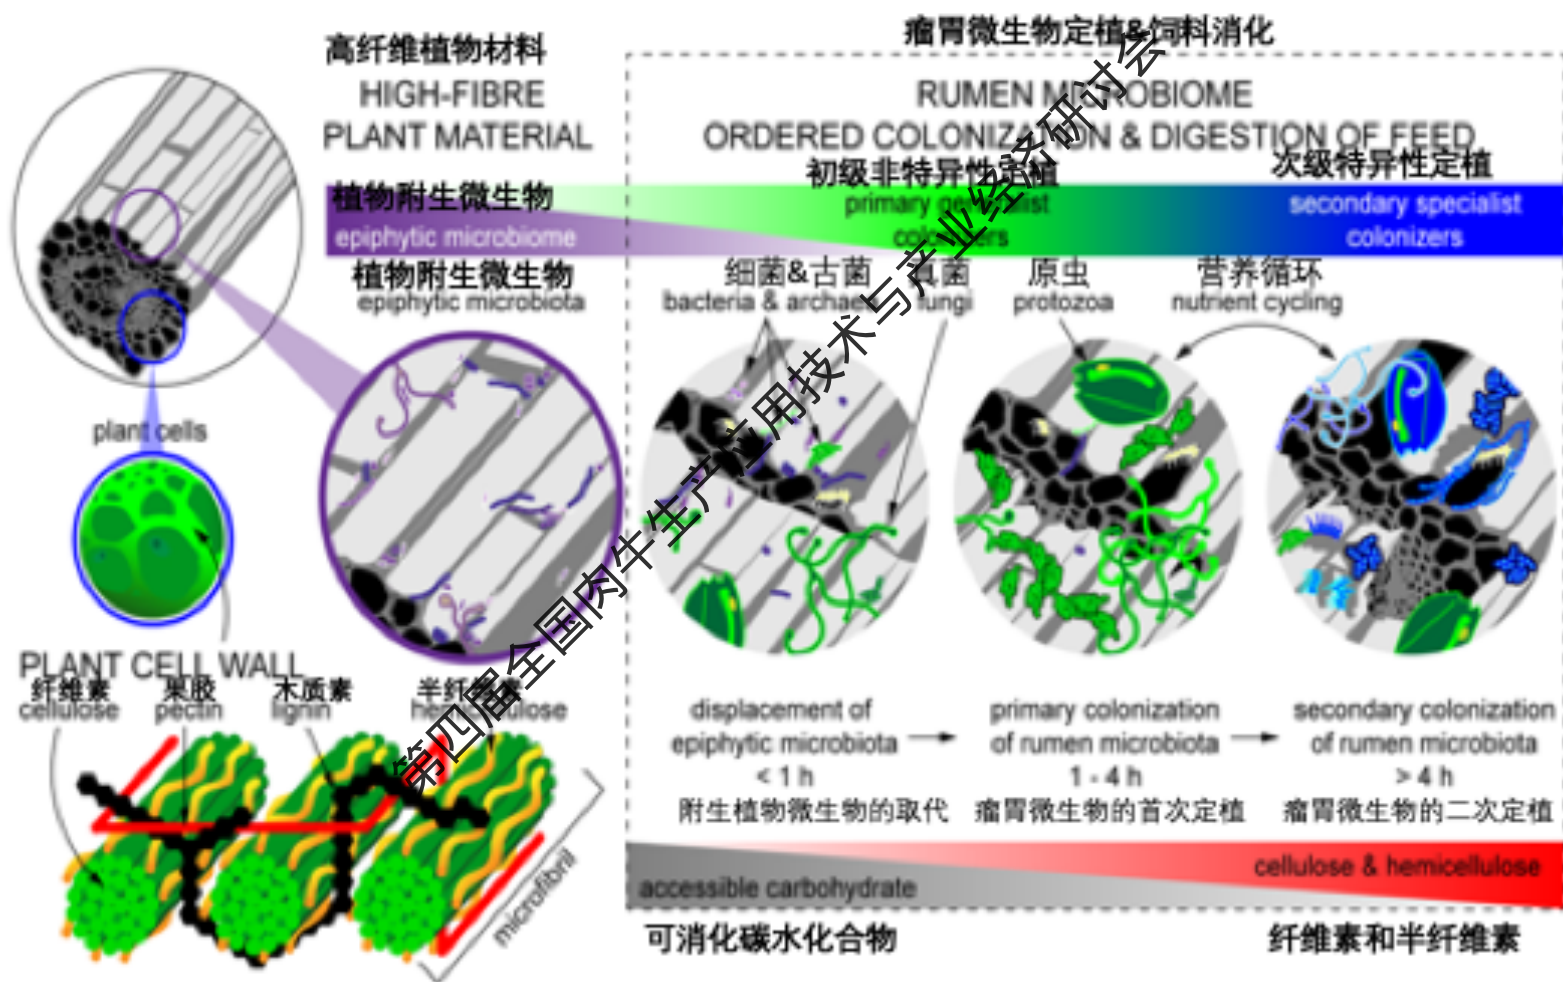 高纤维植物材料
HIGH-FIBRE
PLANT MATERIAL
瘤胃微生物定植&饲料消化
RUMEN MICROBIOME
ORDERED COLONIZATION & DIGESTION OF FEED
植物附生微生物
epiphytic microbiome
初级非特异性定植
primary generalist
colonizers
次级特异性定植
secondary specialist
colonizers
植物附生微生物
epiphytic microbiota
细菌&古菌
bacteria & archaea
真菌
fungi
原虫
protozoa
营养循环
nutrient cycling
plant cells
PLANT CELL WALL
纤维素
cellulose
果胶
pectin
木质素
lignin
半纤维素
hemicellulose
microfibril
displacement of
epiphytic microbiota
< 1 h
附生植物微生物的取代
primary colonization
of rumen microbiota
1 - 4 h
瘤胃微生物的首次定植
secondary colonization
of rumen microbiota
> 4 h
瘤胃微生物的二次定植
accessible carbohydrate
cellulose & hemicellulose
可消化碳水化合物
纤维素和半纤维素
第四届全国肉牛生产应用技术与产业经济研讨会